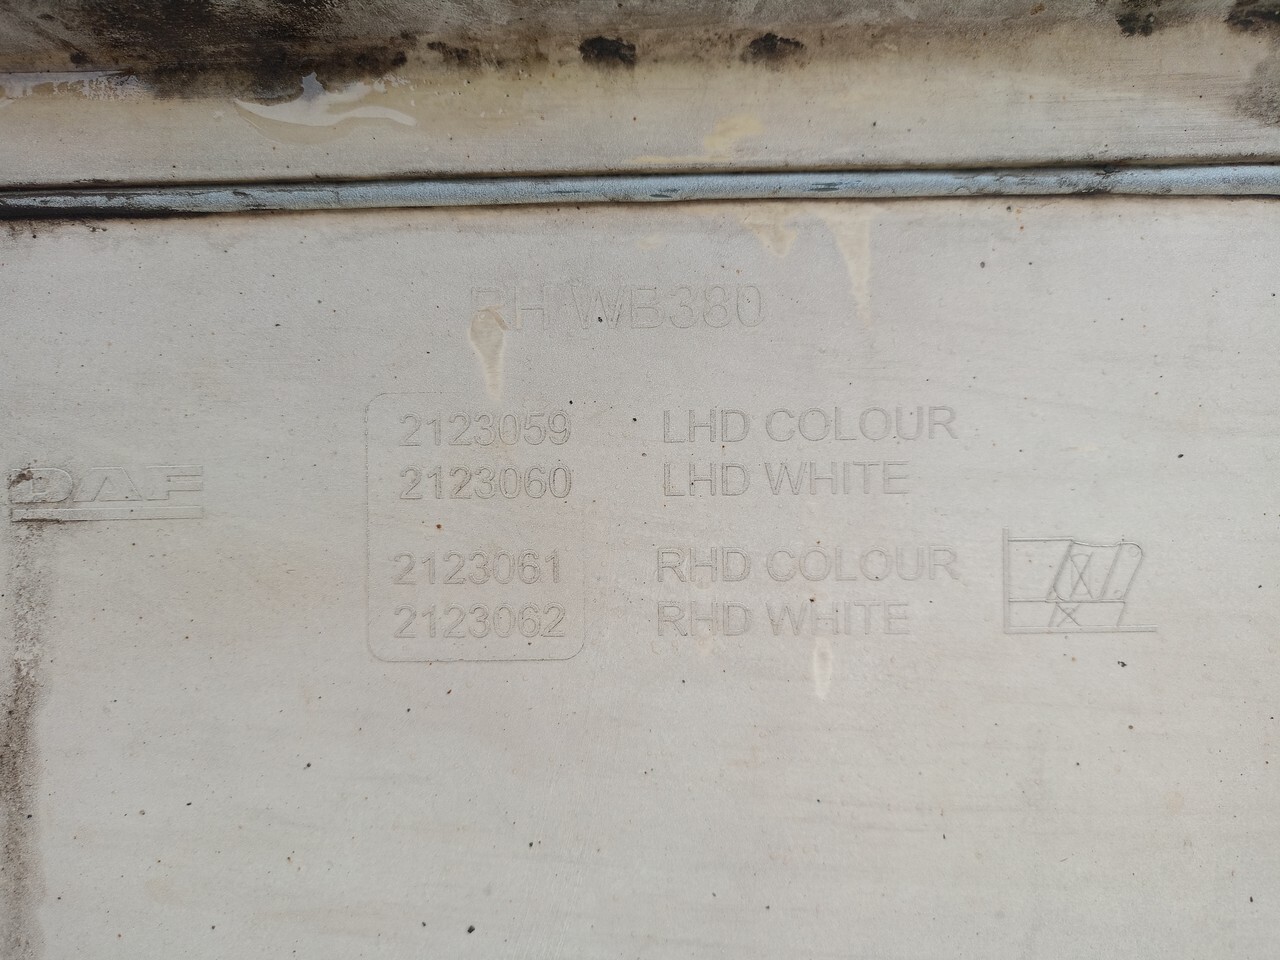 RH WB380
2123059 LHD COLOUR
2123060 LHD WHITE
DAF
2123061 RHD COLOUR
2123062 RHD WHITE